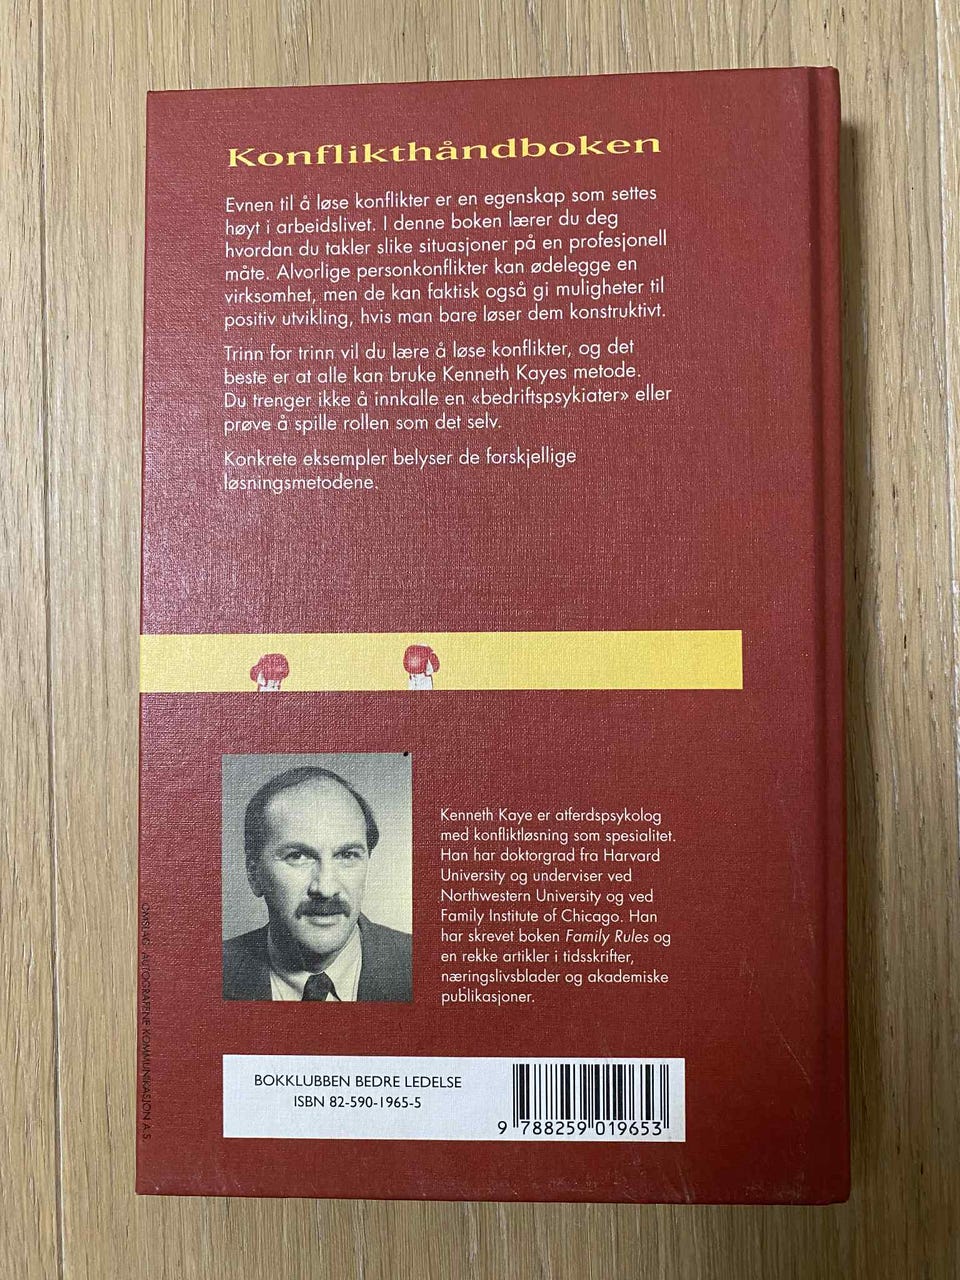 Konflikthåndboken
Evnen til å løse konflikter er en egenskap som settes
høyt i arbeidslivet. I denne boken lærer du deg
hvordan du takler slike situasjoner på en profesjonell
måte. Alvorlige personkonflikter kan ødelegge en
virksomhet, men de kan faktisk også gi muligheter til
positiv utvikling, hvis man bare løser dem konstruktivt.
Trinn for trinn vil du lære å løse konflikter, og det
beste er at alle kan bruke Kenneth Kayes metode.
Du trenger ikke å innkalle en «bedriftspsykiater» eller
prøve å spille rollen som det selv.
Konkrete eksempler belyser de forskjellige
løsningsmetodene.
Kenneth Kaye er atferdspsykolog
med konfliktløsning som spesialitet.
Han har doktorgrad fra Harvard
University og underviser ved
Northwestern University og ved
Family Institute of Chicago. Han
har skrevet boken Family Rules og
en rekke artikler i tidsskrifter,
næringslivsblader og akademiske
publikasjoner.
OMSLAG: AUTOGRAFENE KOMMUNIKASJON A.S.
BOKKLUBBEN BEDRE LEDELSE
ISBN 82-590-1965-5
9 788259 019653